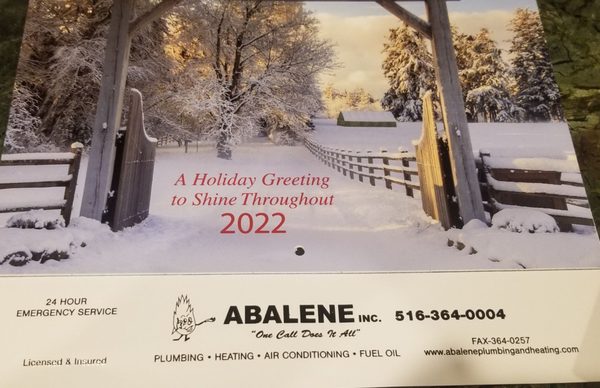 A Holiday Greeting
to Shine Throughout
2022
24 HOUR
EMERGENCY SERVICE
Licensed & Insured
ABALENE INC. 516-364-0004
"One Call Does It All"
PLUMBING • HEATING • AIR CONDITIONING • FUEL OIL
FAX-364-0257
www.abaleneplumbingandheating.com